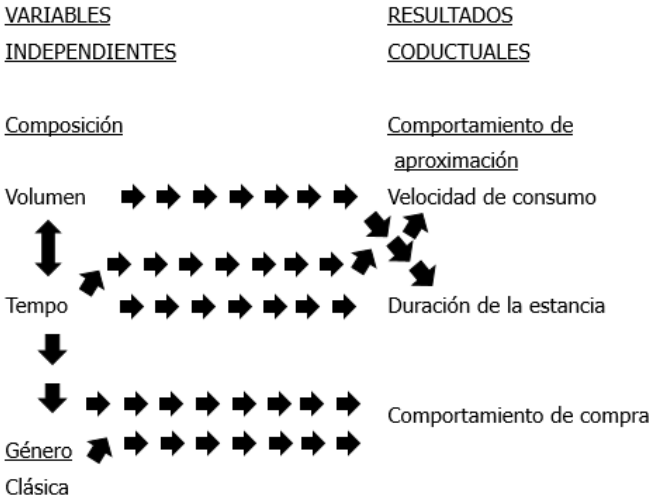 VARIABLES
INDEPENDIENTES
RESULTADOS
CODUCTUALES
Composición
Comportamiento de
aproximación
Volumen
Velocidad de consumo
Tempo
Duración de la estancia
Comportamiento de compra
Género
Clásica